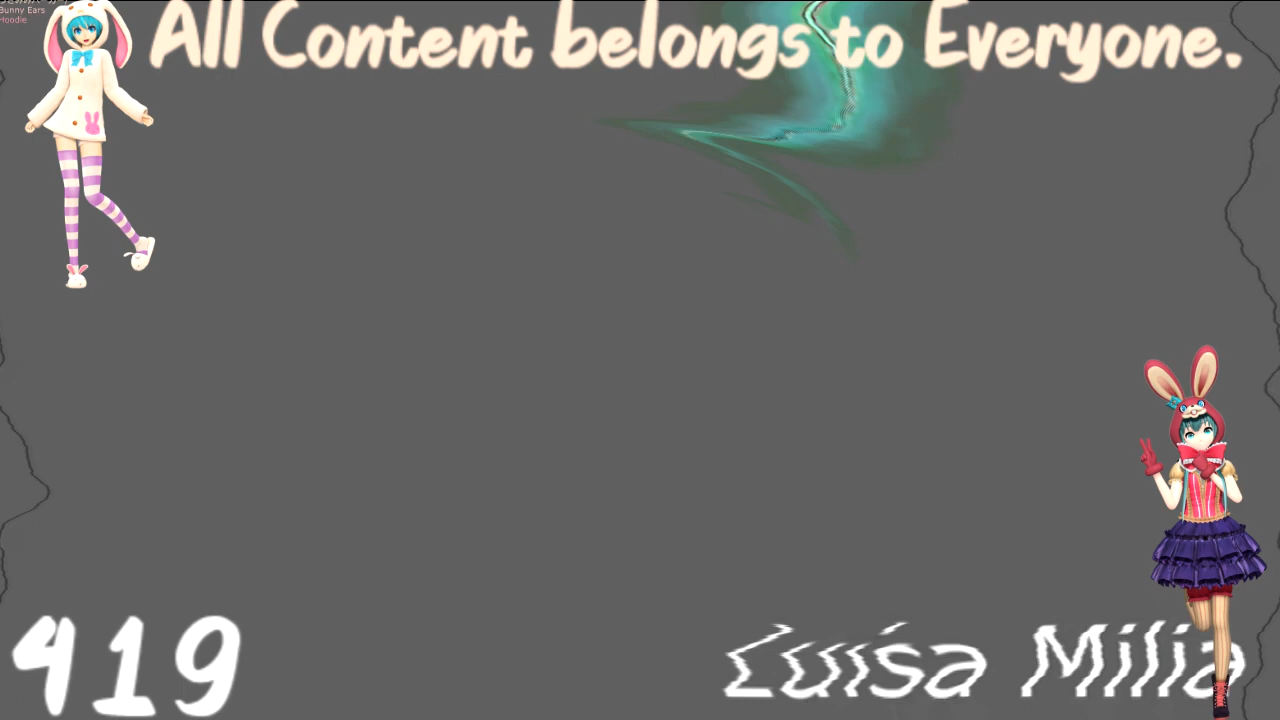 Bunny Ears
Hoodie
All Content belongs to Everyone.
419
Luisa Milia